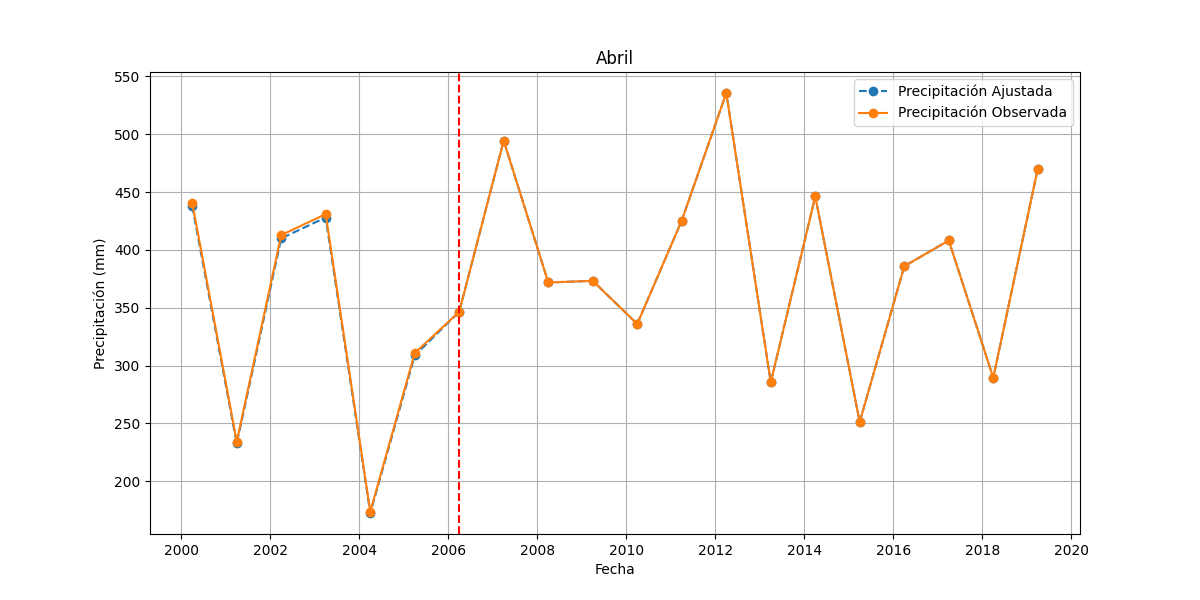 Abril
Precipitación Ajustada
Precipitación Observada
Precipitación (mm)
550
500
450
400
350
300
250
200
2000 2002 2004 2006 2008 2010 2012 2014 2016 2018 2020
Fecha